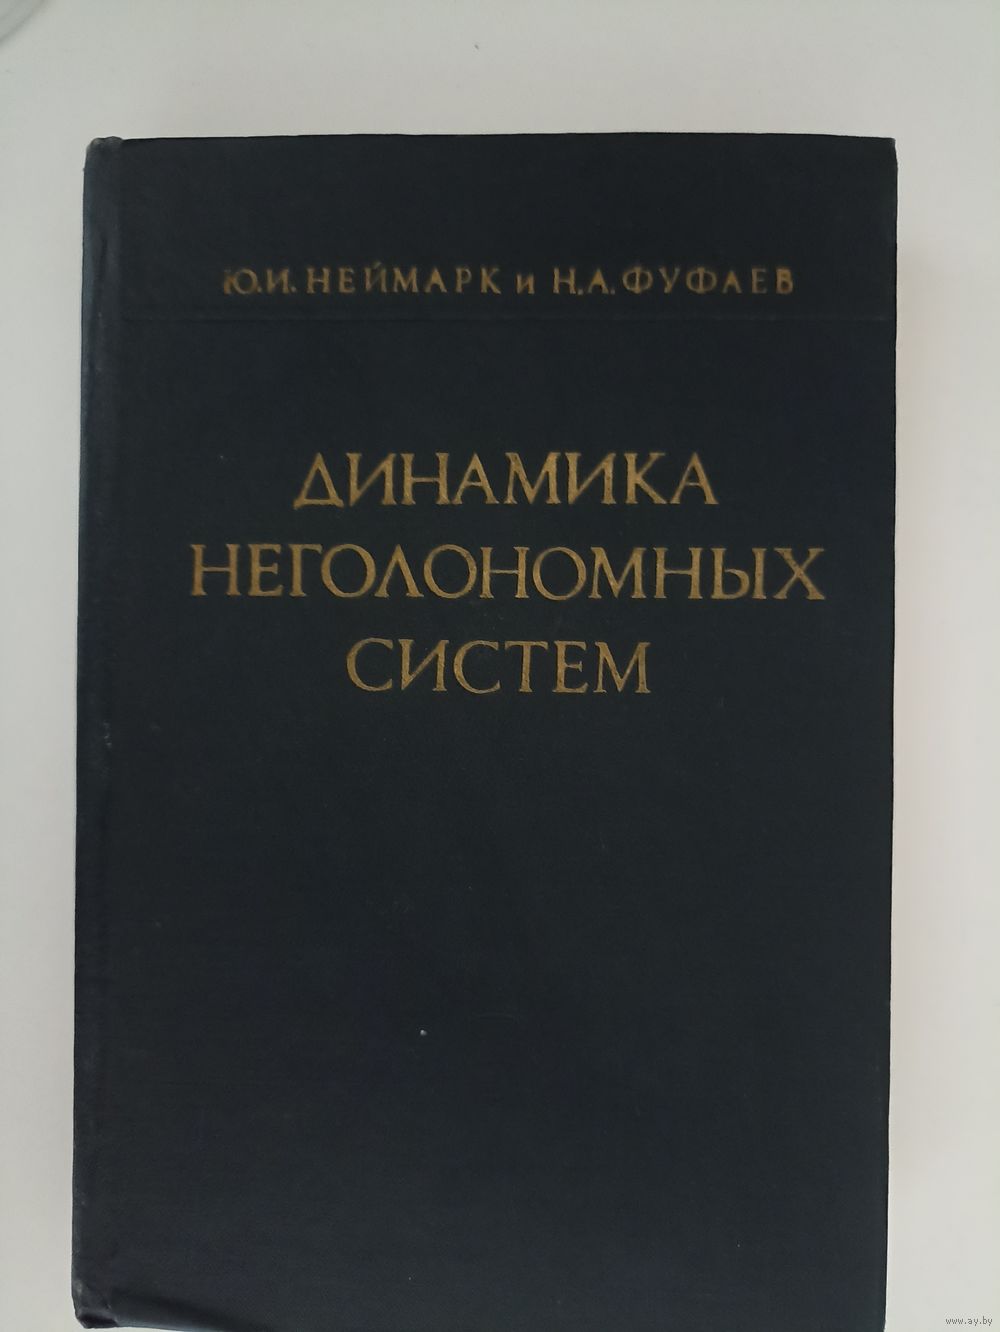 Ю.И. НЕЙМАРК и Н.А. ФУФАЕВ
ДИНАМИКА
НЕГОЛОНОМНЫХ
СИСТЕМ
www.ay.by